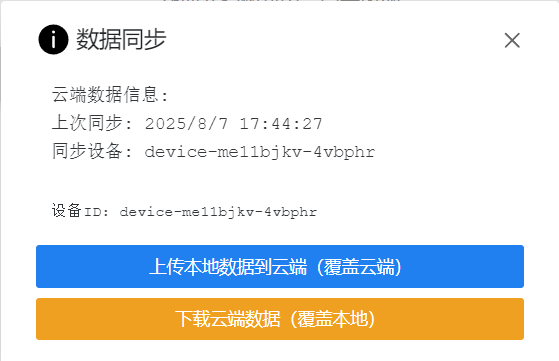 数据同步
云端数据信息:
上次同步: 2025/8/7 17:44:27
同步设备: device-me11bjkv-4vbphr
设备ID: device-me11bjkv-4vbphr
上传本地数据到云端（覆盖云端）
下载云端数据（覆盖本地）